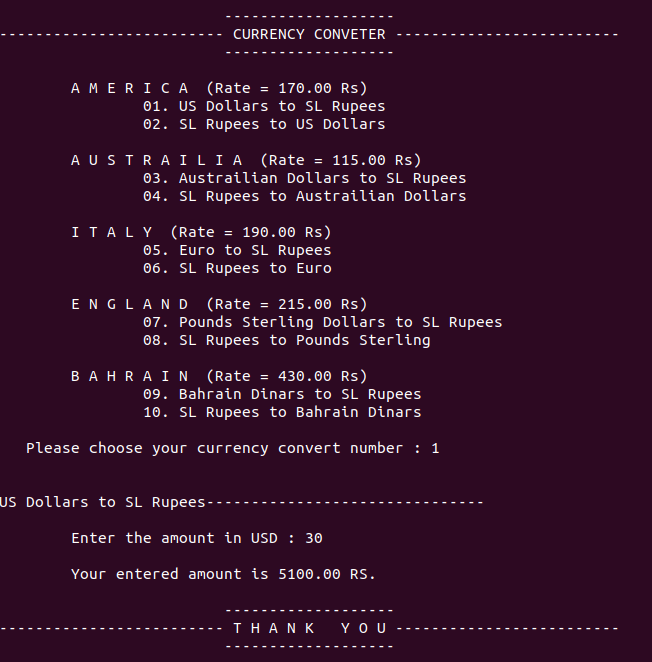 -------------------
------------------------- CURRENCY CONVETER -------------------------
-------------------
A M E R I C A  (Rate = 170.00 Rs)
01. US Dollars to SL Rupees
02. SL Rupees to US Dollars
A U S T R A I L I A  (Rate = 115.00 Rs)
03. Austrailian Dollars to SL Rupees
04. SL Rupees to Austrailian Dollars
I T A L Y  (Rate = 190.00 Rs)
05. Euro to SL Rupees
06. SL Rupees to Euro
E N G L A N D  (Rate = 215.00 Rs)
07. Pounds Sterling Dollars to SL Rupees
08. SL Rupees to Pounds Sterling
B A H R A I N  (Rate = 430.00 Rs)
09. Bahrain Dinars to SL Rupees
10. SL Rupees to Bahrain Dinars
Please choose your currency convert number : 1
US Dollars to SL Rupees-------------------------------
Enter the amount in USD : 30
Your entered amount is 5100.00 RS.
-------------------
------------------------- T H A N K   Y O U -------------------------
-------------------